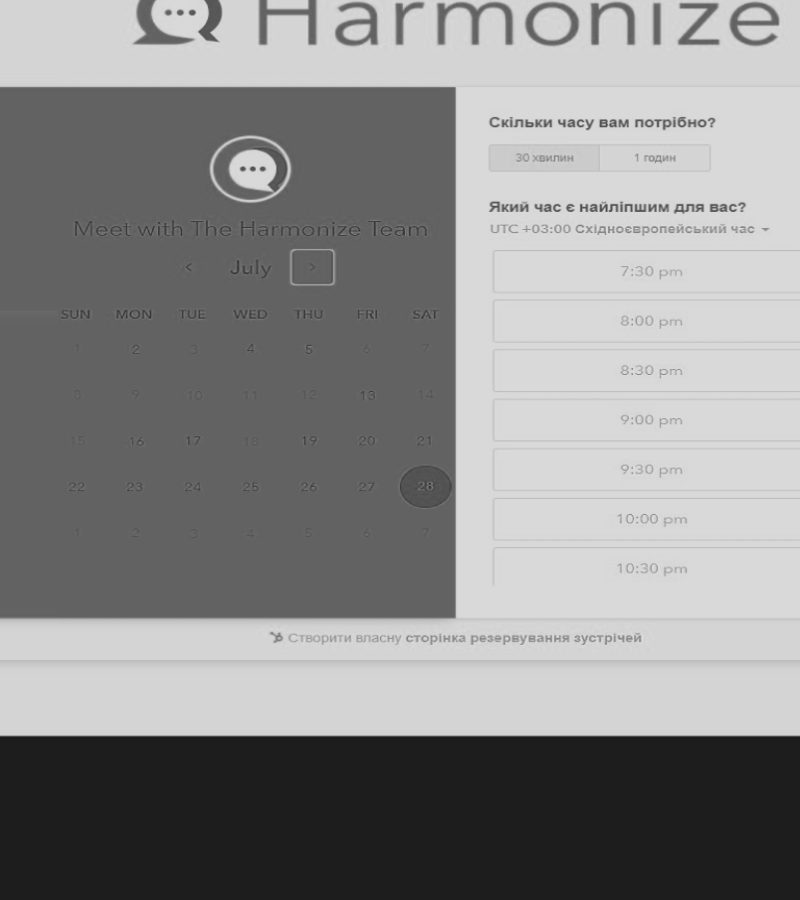 Harmonize
Meet with The Harmonize Team
< July >
SUN MON TUE WED THU FRI SAT
1 2 3 4 5 6 7
8 9 10 11 12 13 14
15 16 17 18 19 20 21
22 23 24 25 26 27 28
1 2 3 4 5 6 7
Скільки часу вам потрібно?
30 хвилин 1 годин
Який час є найліпшим для вас?
UTC +03:00 Східноєвропейський час
7:30 pm
8:00 pm
8:30 pm
9:00 pm
9:30 pm
10:00 pm
10:30 pm
Створити власну сторінка резервування зустрічей